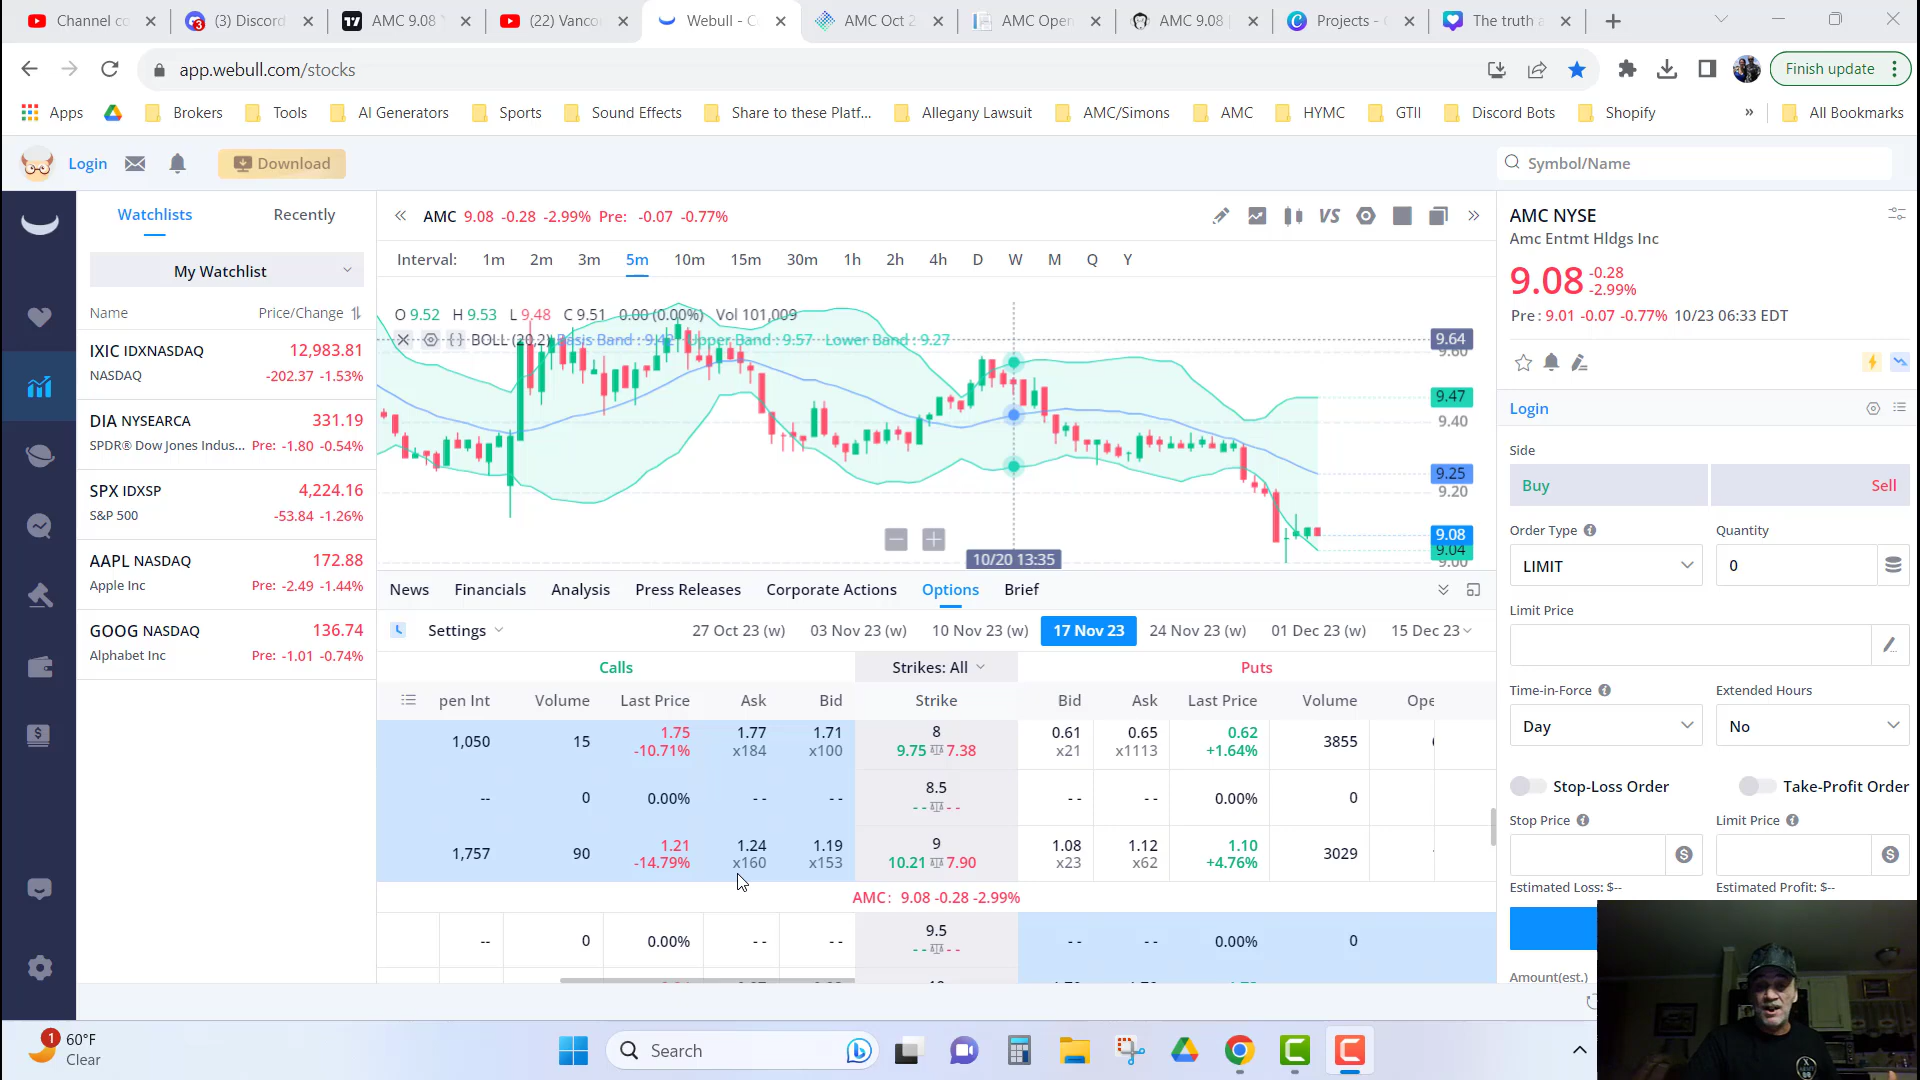 Channel co
(3) Discord
AMC 9.08
(22) Vanco
Webull - C
AMC Oct 2
AMC Open
AMC 9.08
Projects -
The truth a
app.webull.com/stocks
Finish update
Apps
Brokers
Tools
AI Generators
Sports
Sound Effects
Share to these Platf...
Allegany Lawsuit
AMC/Simons
AMC
HYMC
GTII
Discord Bots
Shopify
»
All Bookmarks
Login
Download
Symbol/Name
Watchlists
Recently
My Watchlist
Name
Price/Change
IXIC IDXNASDAQ 12,983.81
NASDAQ -202.37 -1.53%
DIA NYSEARCA 331.19
SPDR® Dow Jones Indus... Pre: -1.80 -0.54%
SPX IDXSP 4,224.16
S&P 500 -53.84 -1.26%
AAPL NASDAQ 172.88
Apple Inc Pre: -2.49 -1.44%
GOOG NASDAQ 136.74
Alphabet Inc Pre: -1.01 -0.74%
AMC 9.08 -0.28 -2.99% Pre: -0.07 -0.77%
VS
Interval: 1m 2m 3m 5m 10m 15m 30m 1h 2h 4h D W M Q Y
O 9.52 H 9.53 L 9.48 C 9.51 0.00 (0.00%) Vol 101,009
BOLL (20,2) Basis Band : 9.42 Upper Band : 9.57 Lower Band : 9.27
9.64
9.60
9.47
9.40
9.25
9.20
9.08
9.04
9.00
10/20 13:35
News Financials Analysis Press Releases Corporate Actions Options Brief
Settings 27 Oct 23 (w) 03 Nov 23 (w) 10 Nov 23 (w) 17 Nov 23 24 Nov 23 (w) 01 Dec 23 (w) 15 Dec 23
Calls Strikes: All Puts
pen Int Volume Last Price Ask Bid Strike Bid Ask Last Price Volume Ope
1,050 15 1.75 1.77 1.71 8 0.61 0.65 0.62 3855
-10.71% x184 x100 9.75 7.38 x21 x1113 +1.64%
-- 0 0.00% - - - - 8.5 - - - - 0.00% 0
- - - -
1,757 90 1.21 1.24 1.19 9 1.08 1.12 1.10 3029
-14.79% x160 x153 10.21 7.90 x23 x62 +4.76%
AMC: 9.08 -0.28 -2.99%
-- 0 0.00% - - - - 9.5 - - - - 0.00% 0
- - - -
AMC NYSE
Amc Entmt Hldgs Inc
9.08 -0.28
-2.99%
Pre : 9.01 -0.07 -0.77% 10/23 06:33 EDT
Login
Side
Buy Sell
Order Type Quantity
LIMIT 0
Limit Price
Time-in-Force Extended Hours
Day No
Stop-Loss Order Take-Profit Order
Stop Price Limit Price
Estimated Loss: $-- Estimated Profit: $--
Amount(est.)
1
60°F
Clear
Search